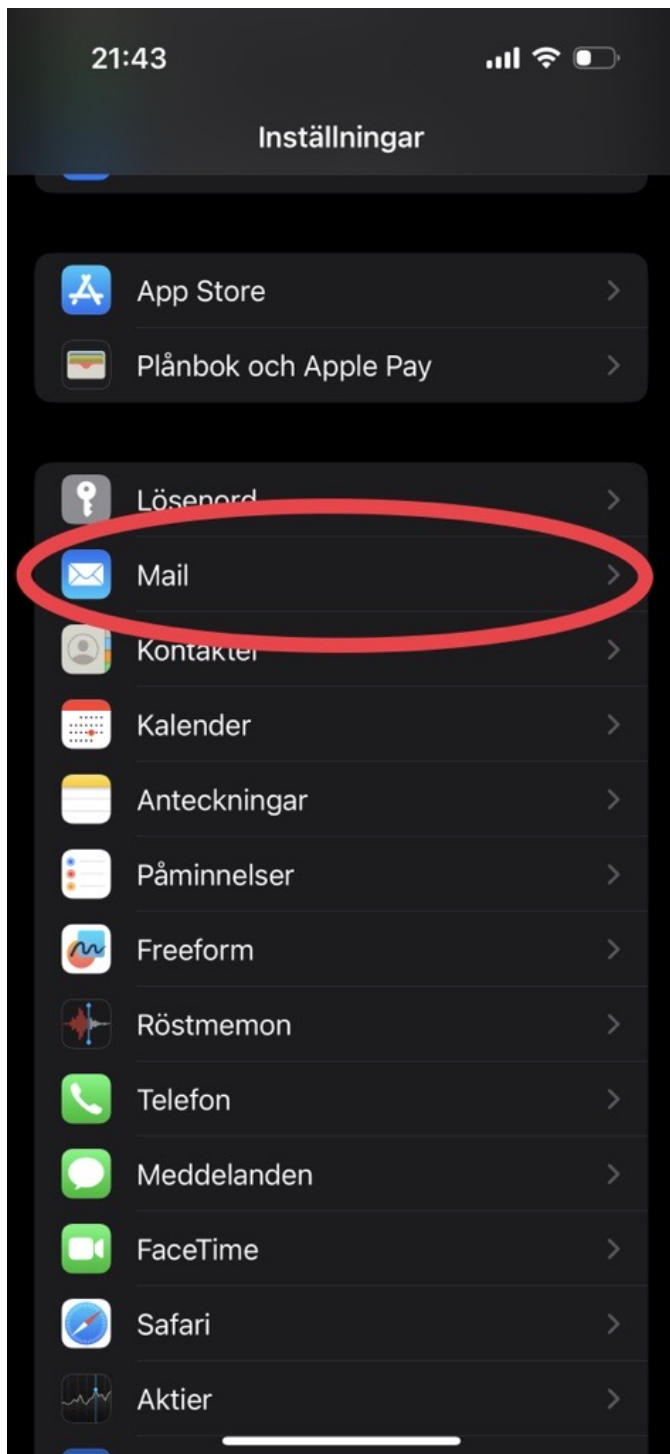 21:43
Inställningar
App Store
Plånbok och Apple Pay
Lösenord
Mail
Kontakter
Kalender
Anteckningar
Påminnelser
Freeform
Röstmemon
Telefon
Meddelanden
FaceTime
Safari
Aktier